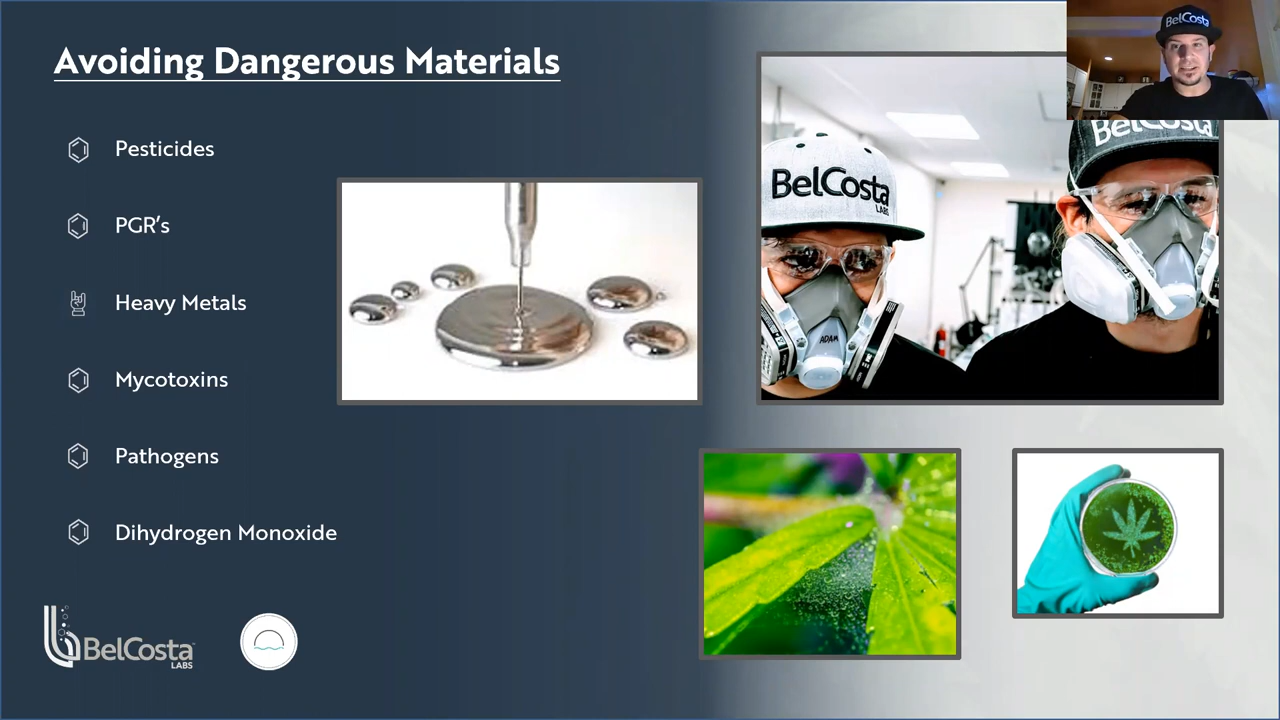 Avoiding Dangerous Materials
Pesticides
PGR's
Heavy Metals
Mycotoxins
Pathogens
Dihydrogen Monoxide
BelCosta
LABS
BelCosta
LABS
ADAM
BelCosta
BelCosta